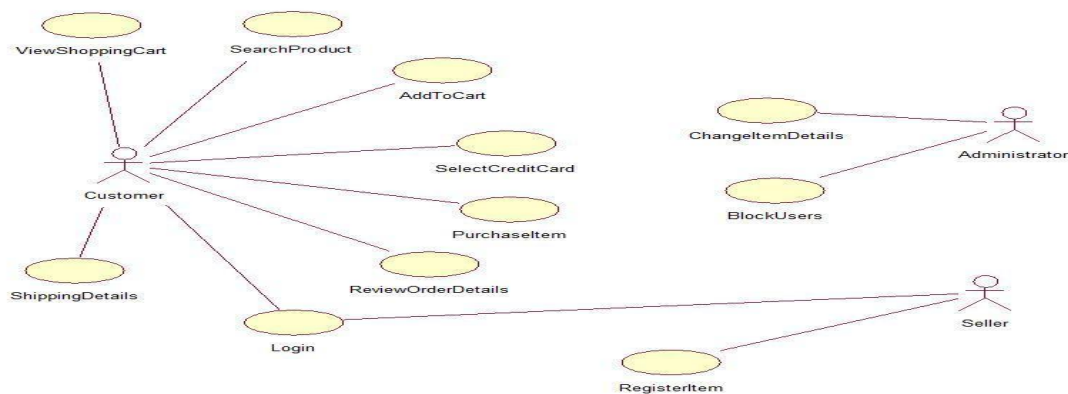 ViewShoppingCart
SearchProduct
AddToCart
ChangeItemDetails
Administrator
SelectCreditCard
Customer
BlockUsers
PurchaseItem
ShippingDetails
ReviewOrderDetails
Seller
Login
RegisterItem